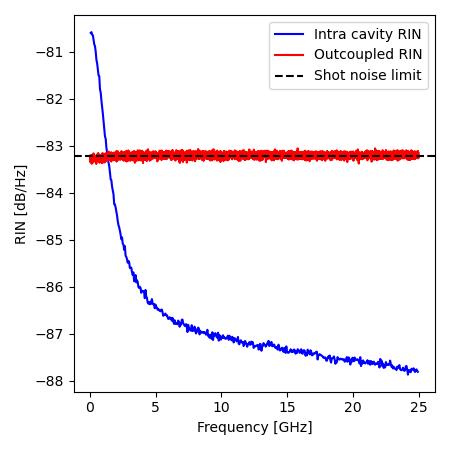 Intra cavity RIN
Outcoupled RIN
Shot noise limit
RIN [dB/Hz]
−81
−82
−83
−84
−85
−86
−87
−88
0 5 10 15 20 25
Frequency [GHz]